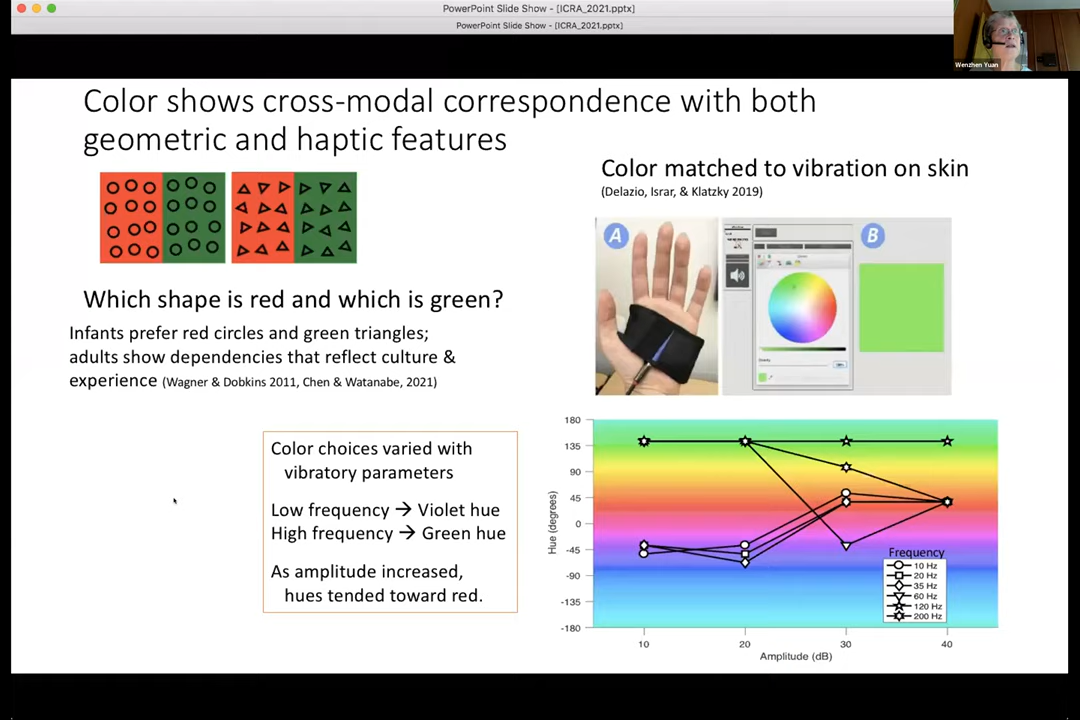 PowerPoint Slide Show - [ICRA_2021.pptx]
PowerPoint Slide Show - [ICRA_2021.pptx]
Wenzhen Yuan
Color shows cross-modal correspondence with both
geometric and haptic features
Which shape is red and which is green?
Infants prefer red circles and green triangles;
adults show dependencies that reflect culture &
experience (Wagner & Dobkins 2011, Chen & Watanabe, 2021)
Color choices varied with
vibratory parameters
Low frequency → Violet hue
High frequency → Green hue
As amplitude increased,
hues tended toward red.
Color matched to vibration on skin
(Delazio, Israr, & Klatzky 2019)
A
B
180
135
90
45
0
-45
-90
-135
-180
Hue (degrees)
Frequency
10 Hz
20 Hz
35 Hz
60 Hz
120 Hz
200 Hz
10 20 30 40
Amplitude (dB)